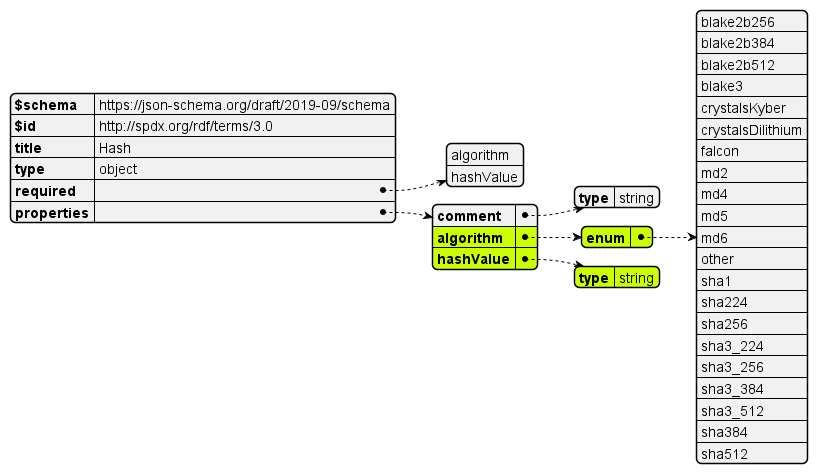 $schema https://json-schema.org/draft/2019-09/schema
$id http://spdx.org/rdf/terms/3.0
title Hash
type object
required
properties
algorithm
hashValue
comment
algorithm
hashValue
type string
enum
type string
blake2b256
blake2b384
blake2b512
blake3
crystalsKyber
crystalsDilithium
falcon
md2
md4
md5
md6
other
sha1
sha224
sha256
sha3_224
sha3_256
sha3_384
sha3_512
sha384
sha512